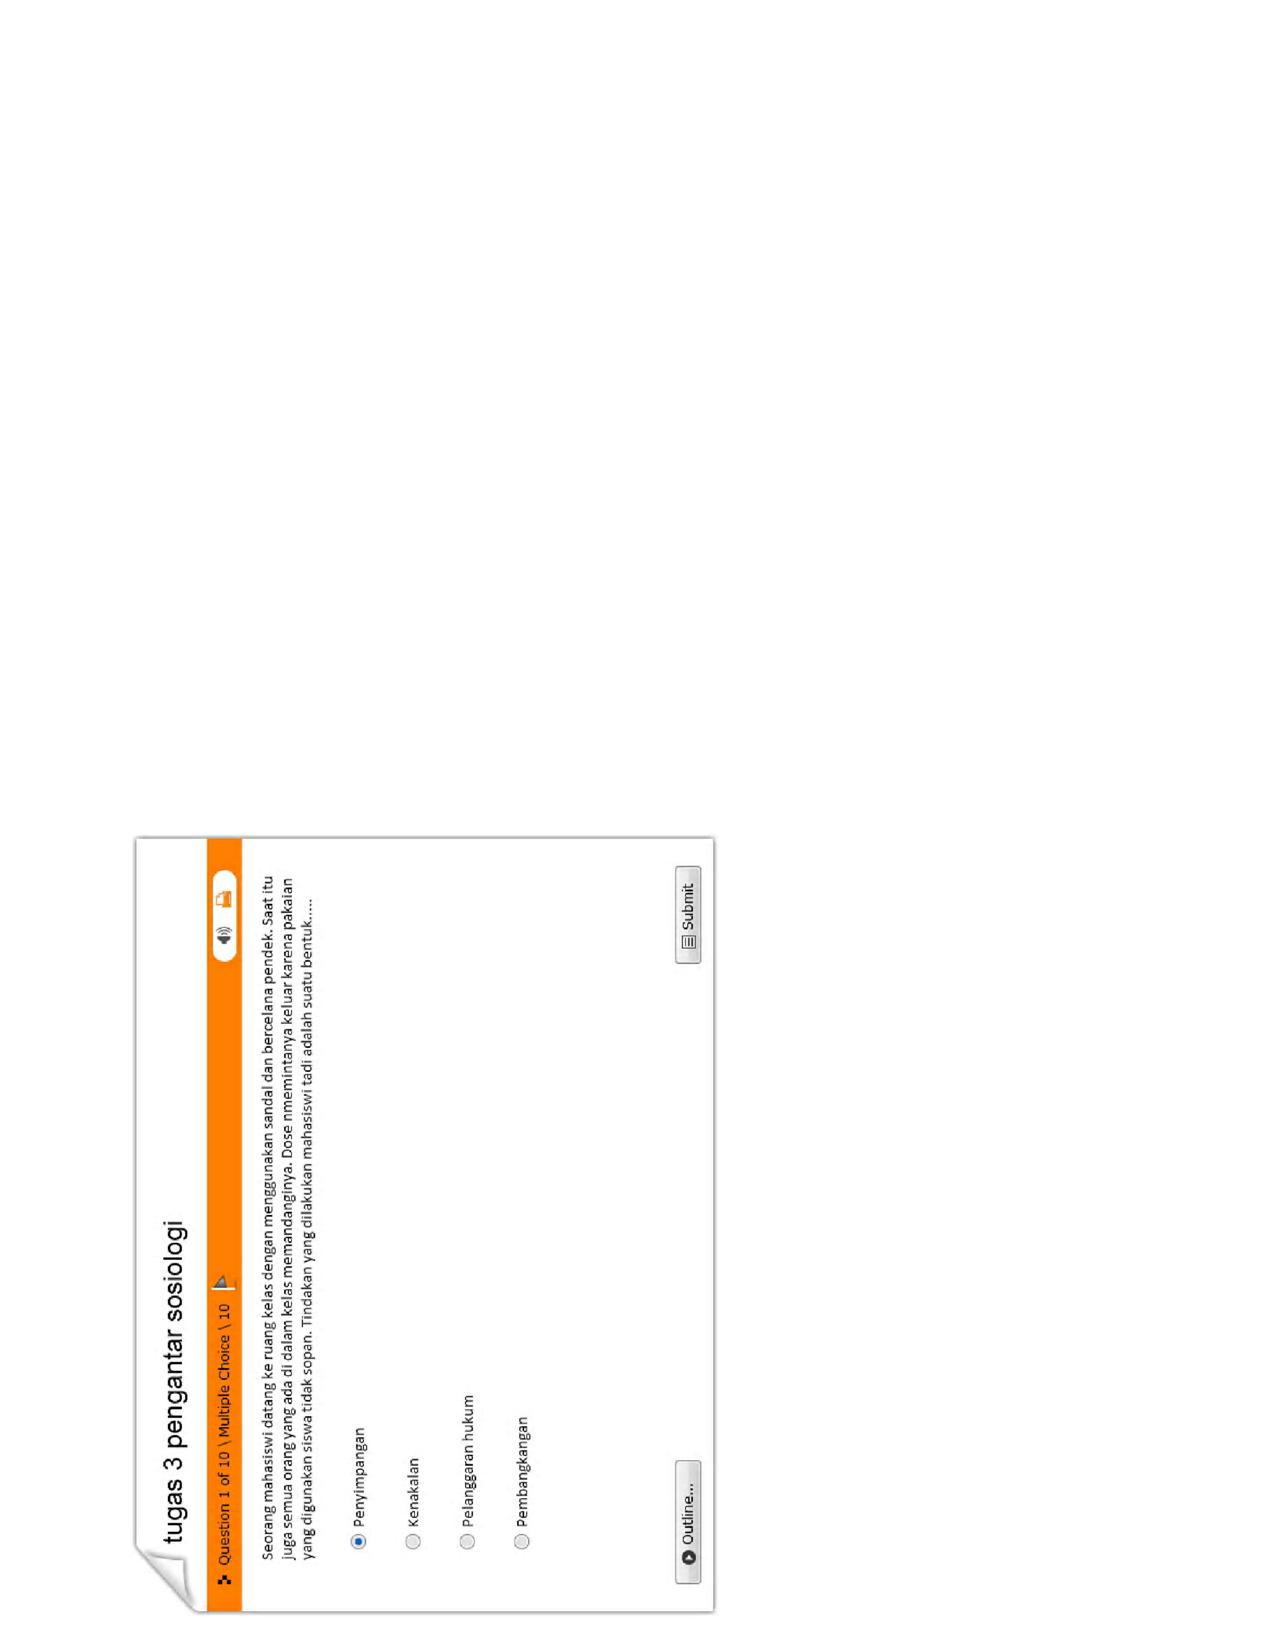 tugas 3 pengantar sosiologi
Question 1 of 10 \ Multiple Choice \ 10
Seorang mahasiswi datang ke ruang kelas dengan menggunakan sandal dan bercelana pendek. Saat itu
juga semua orang yang ada di dalam kelas memandanginya. Dose nmemintanya keluar karena pakaian
yang digunakan siswa tidak sopan. Tindakan yang dilakukan mahasiswi tadi adalah suatu bentuk.....
Penyimpangan
Kenakalan
Pelanggaran hukum
Pembangkangan
Outline...
Submit